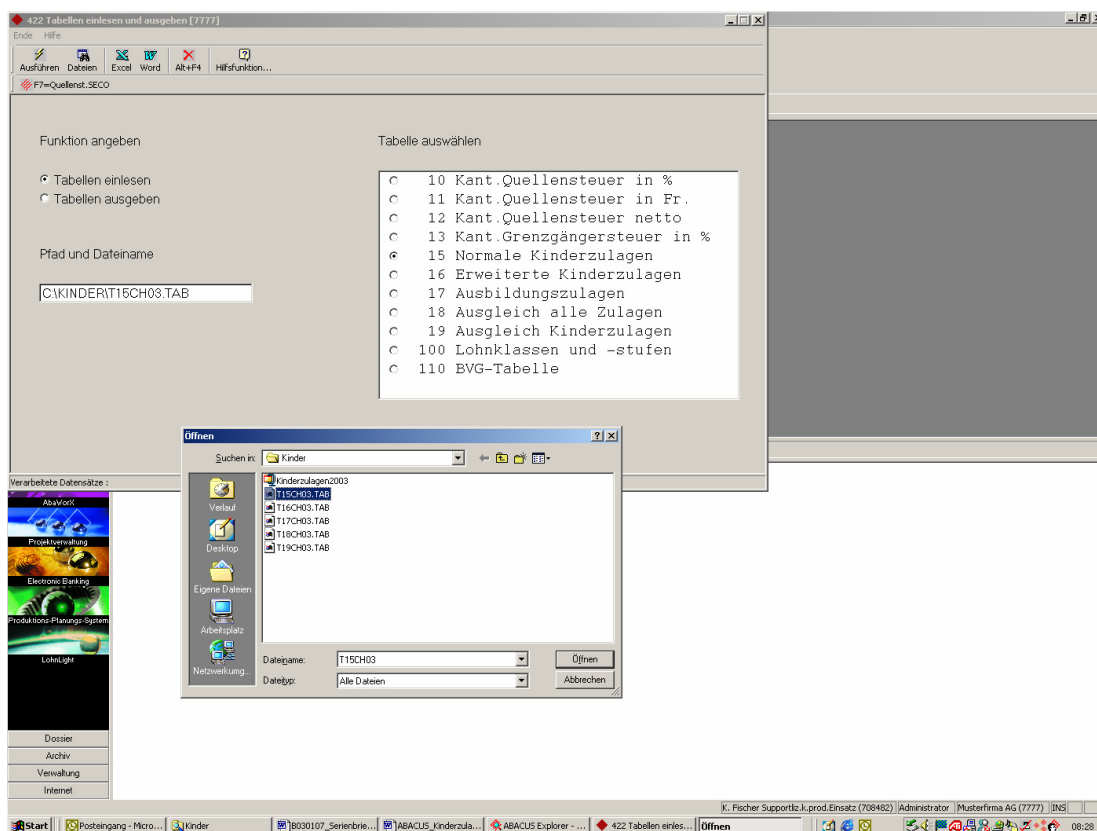 422 Tabellen einlesen und ausgeben [7777]
Ende Hilfe
Ausführen Dateien Excel Word Alt+F4 Hilfsfunktion...
F7=Quellenst.SECO
Funktion angeben
Tabelle auswählen
Tabellen einlesen
Tabellen ausgeben
Pfad und Dateiname
C:\KINDER\T15CH03.TAB
10 Kant.Quellensteuer in %
11 Kant.Quellensteuer in Fr.
12 Kant.Quellensteuer netto
13 Kant.Grenzgängersteuer in %
15 Normale Kinderzulagen
16 Erweiterte Kinderzulagen
17 Ausbildungszulagen
18 Ausgleich alle Zulagen
19 Ausgleich Kinderzulagen
100 Lohnklassen und -stufen
110 BVG-Tabelle
Verarbeitete Datensätze :
Öffnen
Suchen in: Kinder
Verlauf
Desktop
Eigene Dateien
Arbeitsplatz
Netzwerkumg...
Kinderzulagen2003
T15CH03.TAB
T16CH03.TAB
T17CH03.TAB
T18CH03.TAB
T19CH03.TAB
Dateiname: T15CH03 Öffnen
Dateityp: Alle Dateien Abbrechen
AbaVorX
Projektverwaltung
Electronic Banking
Produktions-Planungs-System
LohnLight
Dossier
Archiv
Verwaltung
Internet
K. Fischer Supportliz.k.prod.Einsatz (708482) Administrator Musterfirma AG (7777) INS
Start Posteingang - Micro... Kinder B030107_Serienbrie... ABACUS_Kinderzula... ABACUS Explorer - ... 422 Tabellen einles... Öffnen 08:28